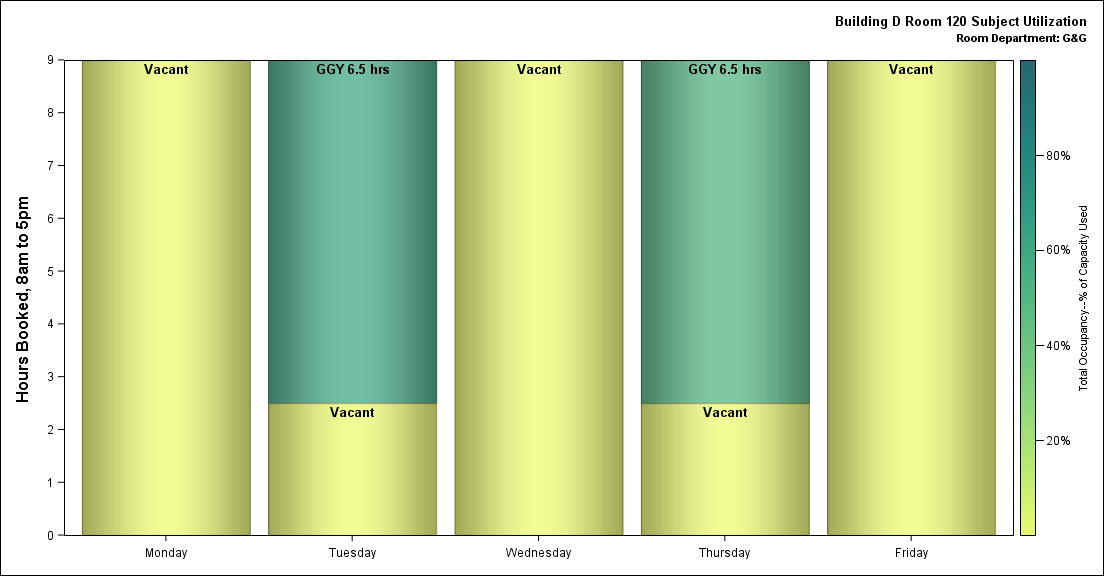 Building D Room 120 Subject Utilization
Room Department: G&G
Hours Booked, 8am to 5pm
9
8
7
6
5
4
3
2
1
0
Vacant
GGY 6.5 hrs
Vacant
GGY 6.5 hrs
Vacant
Vacant
Vacant
Monday
Tuesday
Wednesday
Thursday
Friday
80%
60%
40%
20%
Total Occupancy--% of Capacity Used